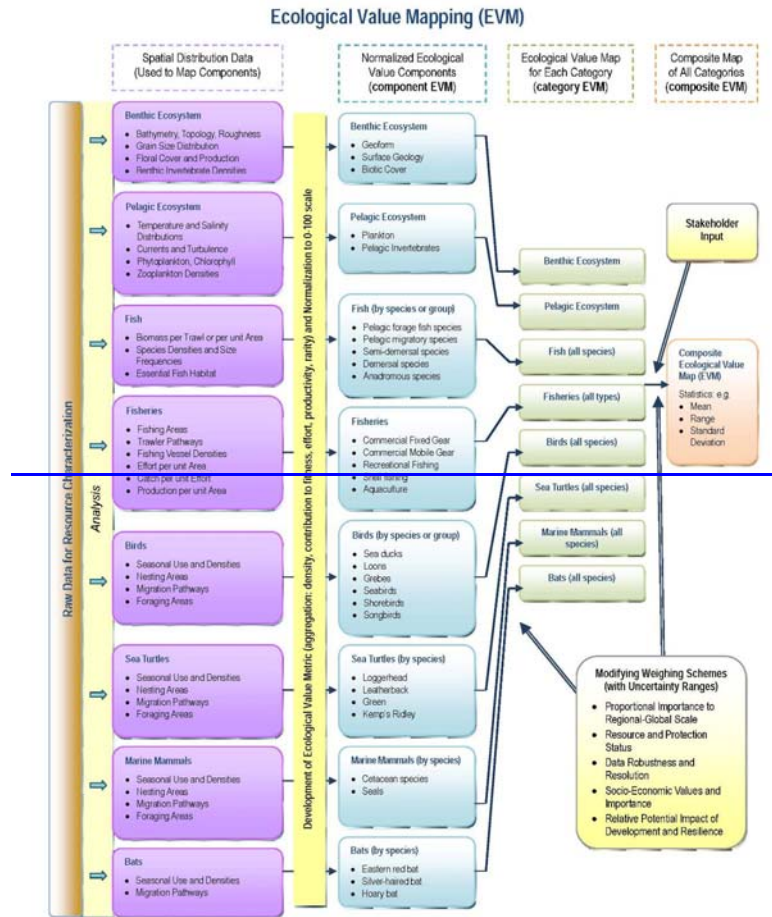 Ecological Value Mapping (EVM)
Spatial Distribution Data
(Used to Map Components)
Normalized Ecological
Value Components
(component EVM)
Ecological Value Map
for Each Category
(category EVM)
Composite Map
of All Categories
(composite EVM)
Raw Data for Resource Characterization
Analysis
Benthic Ecosystem
• Bathymetry, Topology, Roughness
• Grain Size Distribution
• Floral Cover and Production
• Benthic Invertebrate Densities
Pelagic Ecosystem
• Temperature and Salinity
Distributions
• Currents and Turbulence
• Phytoplankton, Chlorophyll
• Zooplankton Densities
Fish
• Biomass per Trawl or per unit Area
• Species Densities and Size
Frequencies
• Essential Fish Habitat
Fisheries
• Fishing Areas
• Trawler Pathways
• Fishing Vessel Densities
• Effort per unit Area
• Catch per unit Effort
• Production per unit Area
Birds
• Seasonal Use and Densities
• Nesting Areas
• Migration Pathways
• Foraging Areas
Sea Turtles
• Seasonal Use and Densities
• Nesting Areas
• Migration Pathways
• Foraging Areas
Marine Mammals
• Seasonal Use and Densities
• Nesting Areas
• Migration Pathways
• Foraging Areas
Bats
• Seasonal Use and Densities
• Migration Pathways
Development of Ecological Value Metric (aggregation: density, contribution to fitness, effort, productivity, rarity) and Normalization to 0-100 scale
Benthic Ecosystem
• Geoform
• Surface Geology
• Biotic Cover
Pelagic Ecosystem
• Plankton
• Pelagic Invertebrates
Fish (by species or group)
• Pelagic forage fish species
• Pelagic migratory species
• Semi-demersal species
• Demersal species
• Anadromous species
Fisheries
• Commercial Fixed Gear
• Commercial Mobile Gear
• Recreational Fishing
• Shell fishing
• Aquaculture
Birds (by species or group)
• Sea ducks
• Loons
• Grebes
• Seabirds
• Shorebirds
• Songbirds
Sea Turtles (by species)
• Loggerhead
• Leatherback
• Green
• Kemp's Ridley
Marine Mammals (by species)
• Cetacean species
• Seals
Bats (by species)
• Eastern red bat
• Silver-haired bat
• Hoary bat
Benthic Ecosystem
Pelagic Ecosystem
Fish (all species)
Fisheries (all types)
Birds (all species)
Sea Turtles (all species)
Marine Mammals (all
species)
Bats (all species)
Stakeholder
Input
Composite
Ecological Value
Map (EVM)
Statistics: e.g.
• Mean
• Range
• Standard
Deviation
Modifying Weighing Schemes
(with Uncertainty Ranges)
• Proportional Importance to
Regional-Global Scale
• Resource and Protection
Status
• Data Robustness and
Resolution
• Socio-Economic Values and
Importance
• Relative Potential Impact of
Development and Resilience